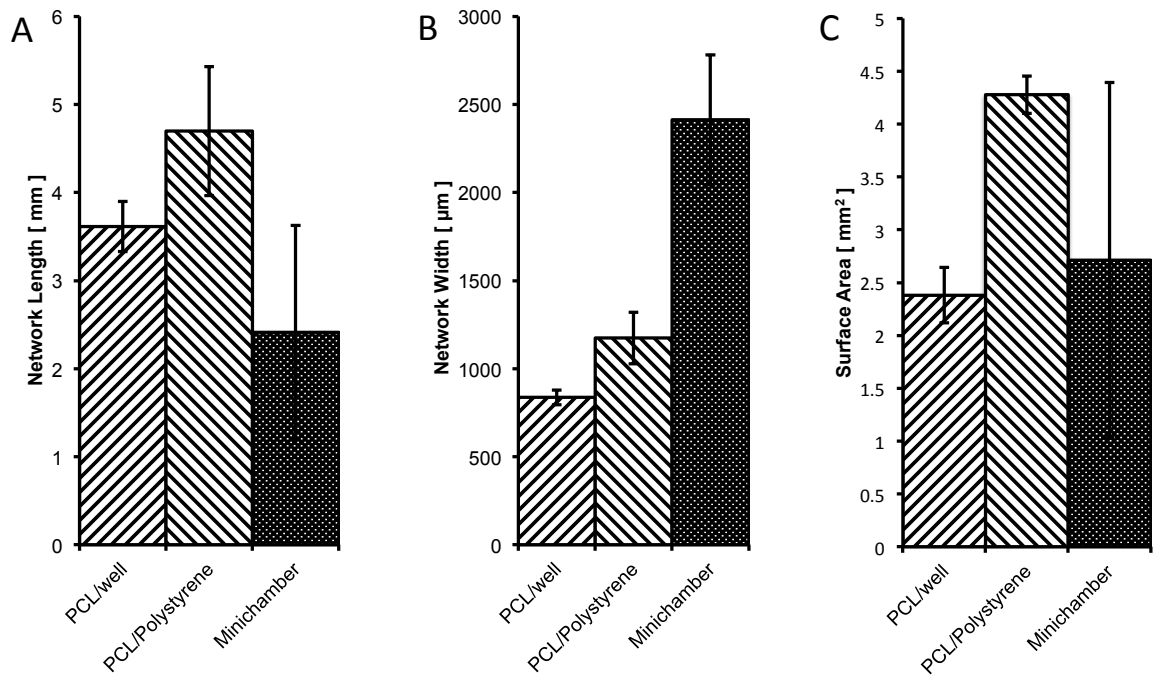 A
Network Length [ mm ]
6
5
4
3
2
1
0
PCL/well
PCL/Polystyrene
Minichamber
B
Network Width [ µm ]
3000
2500
2000
1500
1000
500
0
PCL/well
PCL/Polystyrene
Minichamber
C
Surface Area [ mm² ]
5
4.5
4
3.5
3
2.5
2
1.5
1
0.5
0
PCL/well
PCL/Polystyrene
Minichamber